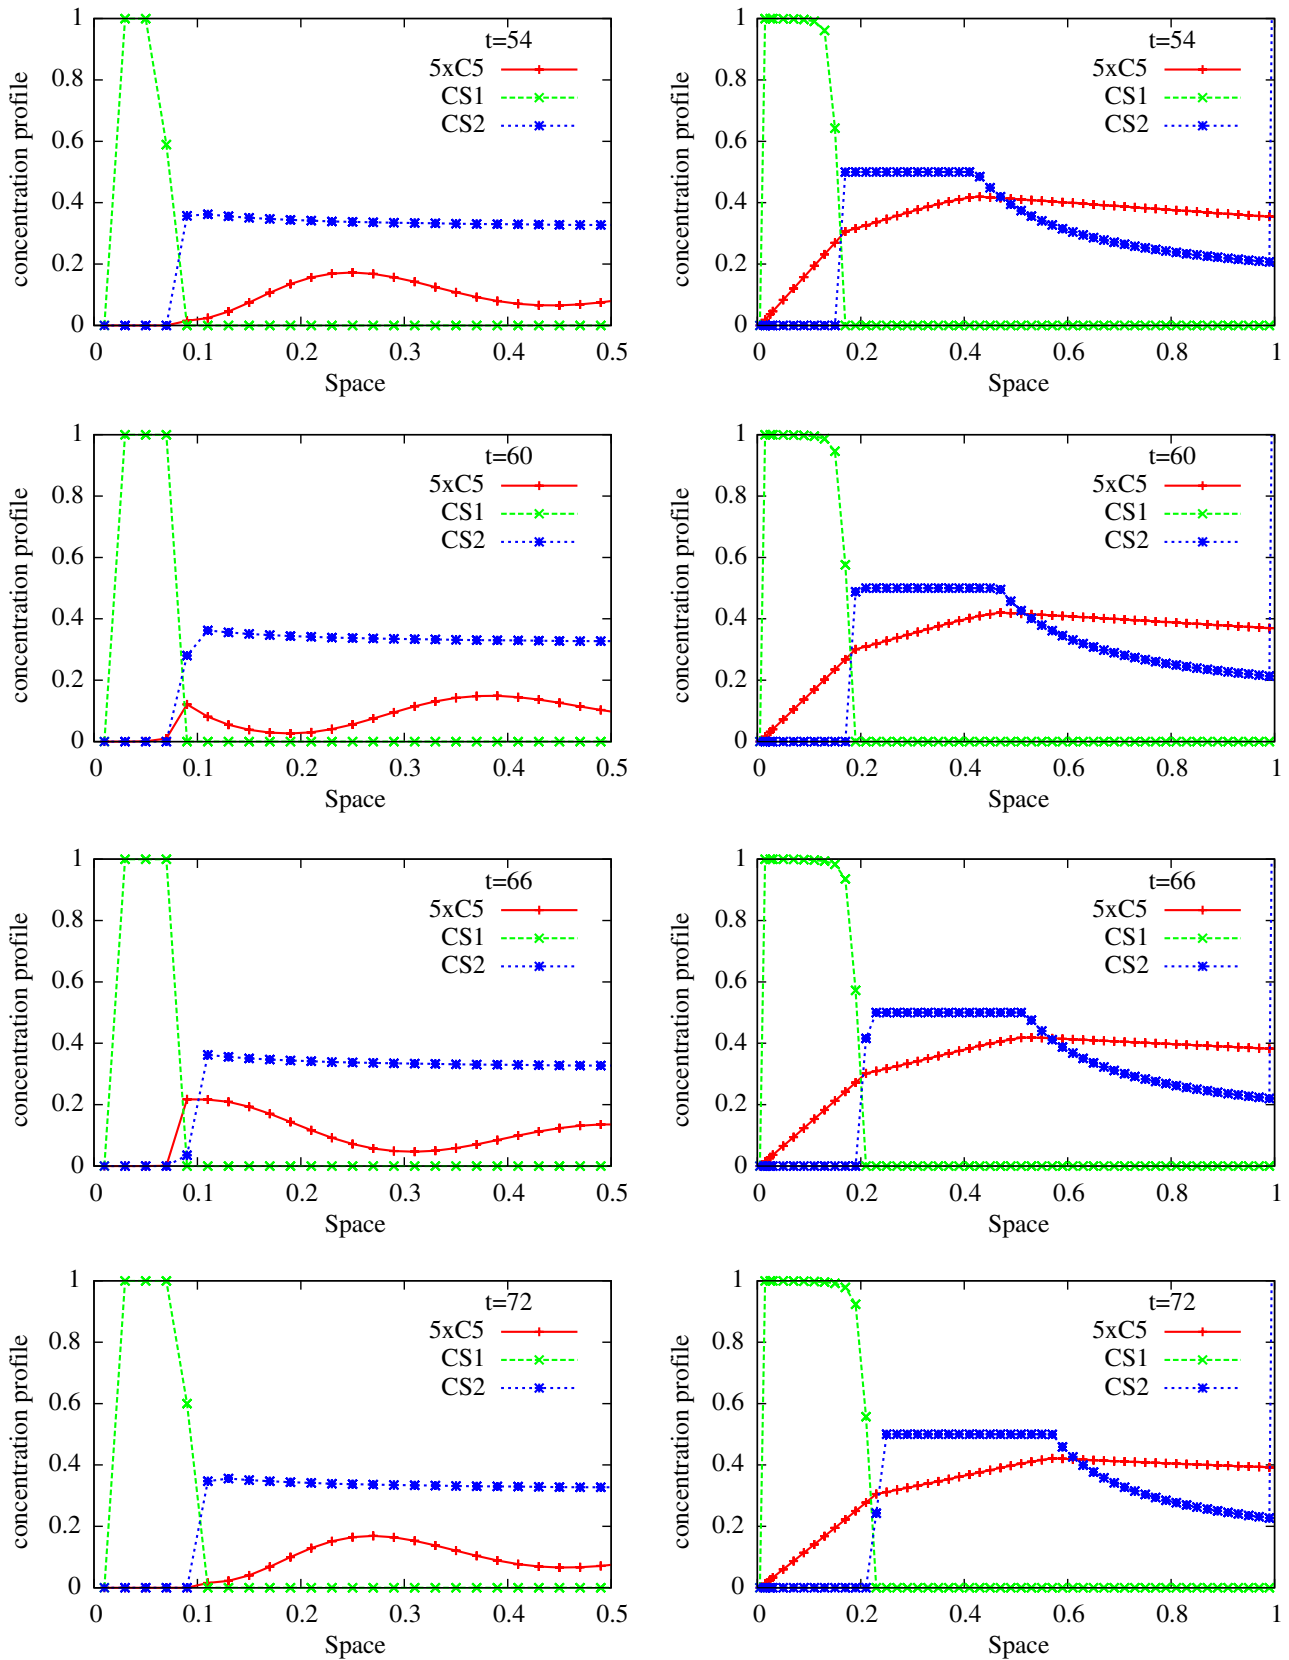 concentration profile
1
0.8
0.6
0.4
0.2
0
t=54
5xC5
CS1
CS2
0 0.1 0.2 0.3 0.4 0.5
Space
concentration profile
1
0.8
0.6
0.4
0.2
0
t=54
5xC5
CS1
CS2
0 0.2 0.4 0.6 0.8 1
Space
concentration profile
1
0.8
0.6
0.4
0.2
0
t=60
5xC5
CS1
CS2
0 0.1 0.2 0.3 0.4 0.5
Space
concentration profile
1
0.8
0.6
0.4
0.2
0
t=60
5xC5
CS1
CS2
0 0.2 0.4 0.6 0.8 1
Space
concentration profile
1
0.8
0.6
0.4
0.2
0
t=66
5xC5
CS1
CS2
0 0.1 0.2 0.3 0.4 0.5
Space
concentration profile
1
0.8
0.6
0.4
0.2
0
t=66
5xC5
CS1
CS2
0 0.2 0.4 0.6 0.8 1
Space
concentration profile
1
0.8
0.6
0.4
0.2
0
t=72
5xC5
CS1
CS2
0 0.1 0.2 0.3 0.4 0.5
Space
concentration profile
1
0.8
0.6
0.4
0.2
0
t=72
5xC5
CS1
CS2
0 0.2 0.4 0.6 0.8 1
Space